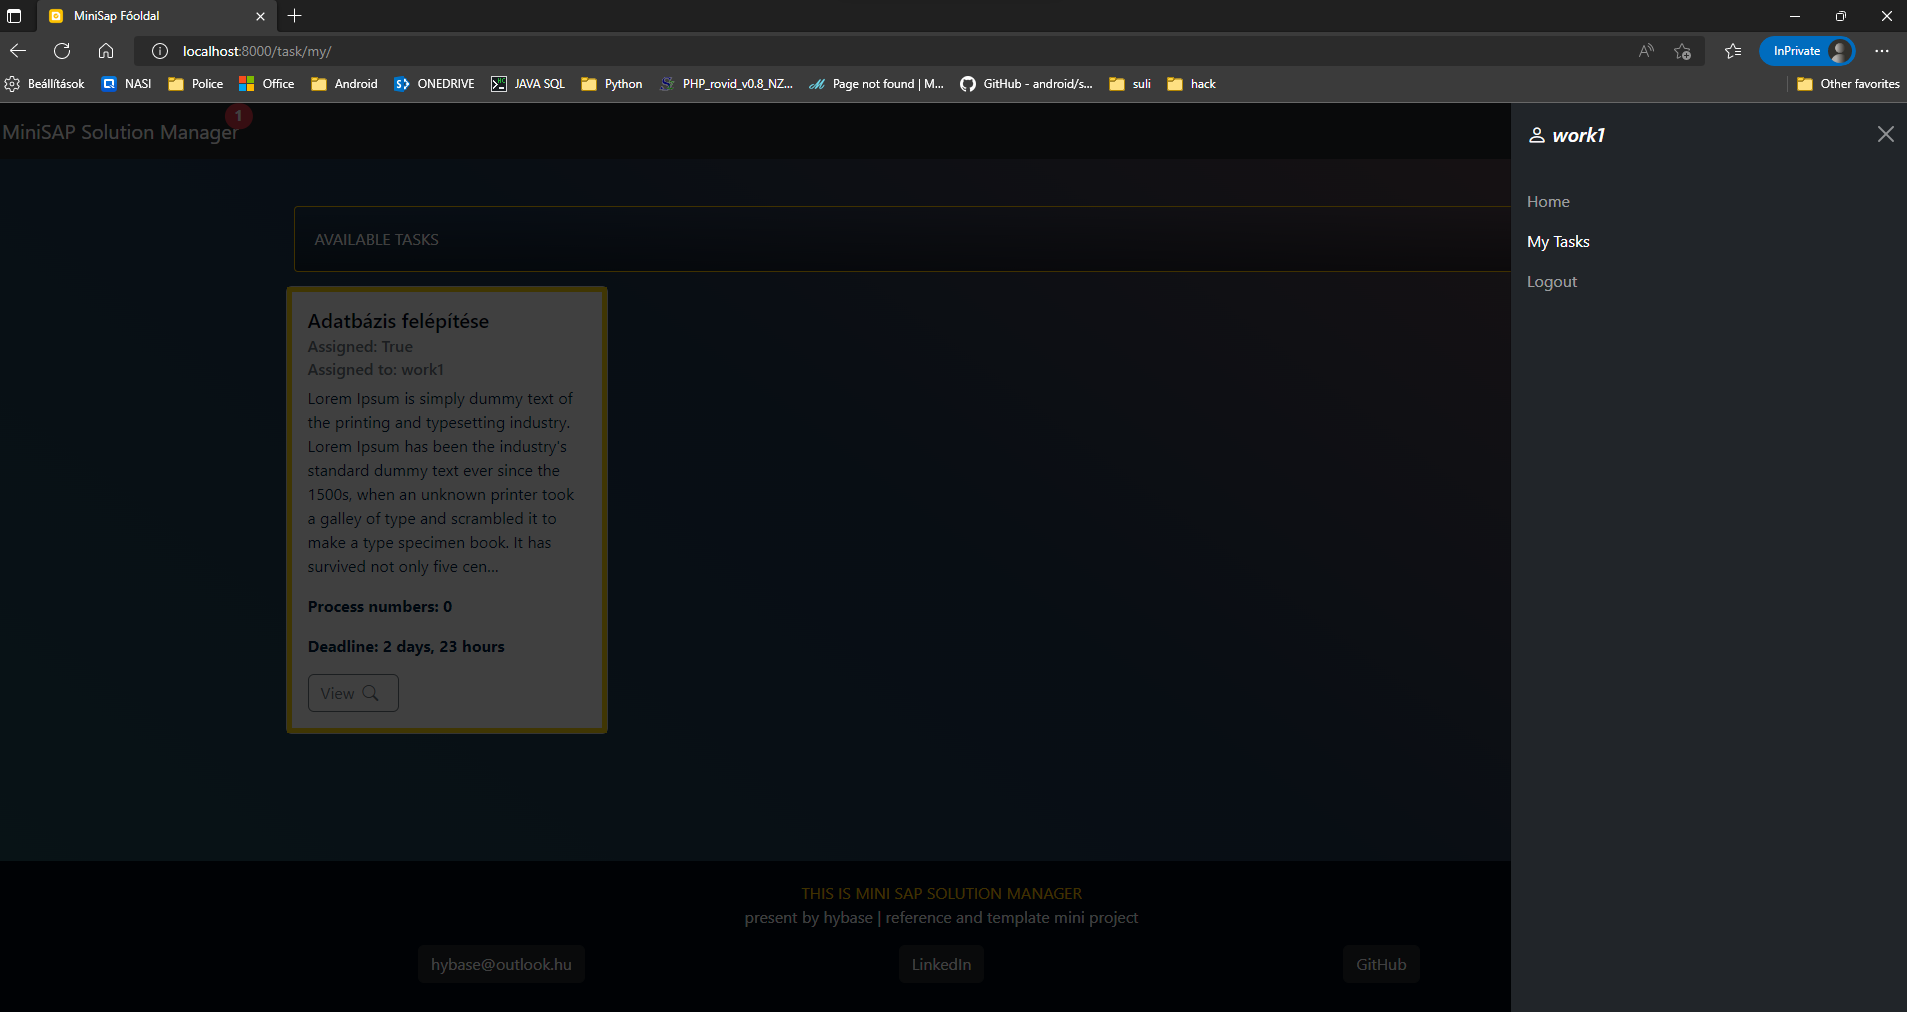 MiniSap Főoldal
localhost:8000/task/my/
InPrivate
Beállítások NASI Police Office Android ONEDRIVE JAVA SQL Python PHP_rovid_v0.8_NZ... Page not found | M... GitHub - android/s... suli hack Other favorites
MiniSAP Solution Manager 1
work1
Home
My Tasks
Logout
AVAILABLE TASKS
Adatbázis felépítése
Assigned: True
Assigned to: work1
Lorem Ipsum is simply dummy text of
the printing and typesetting industry.
Lorem Ipsum has been the industry's
standard dummy text ever since the
1500s, when an unknown printer took
a galley of type and scrambled it to
make a type specimen book. It has
survived not only five cen...
Process numbers: 0
Deadline: 2 days, 23 hours
View
THIS IS MINI SAP SOLUTION MANAGER
present by hybase | reference and template mini project
hybase@outlook.hu LinkedIn GitHub